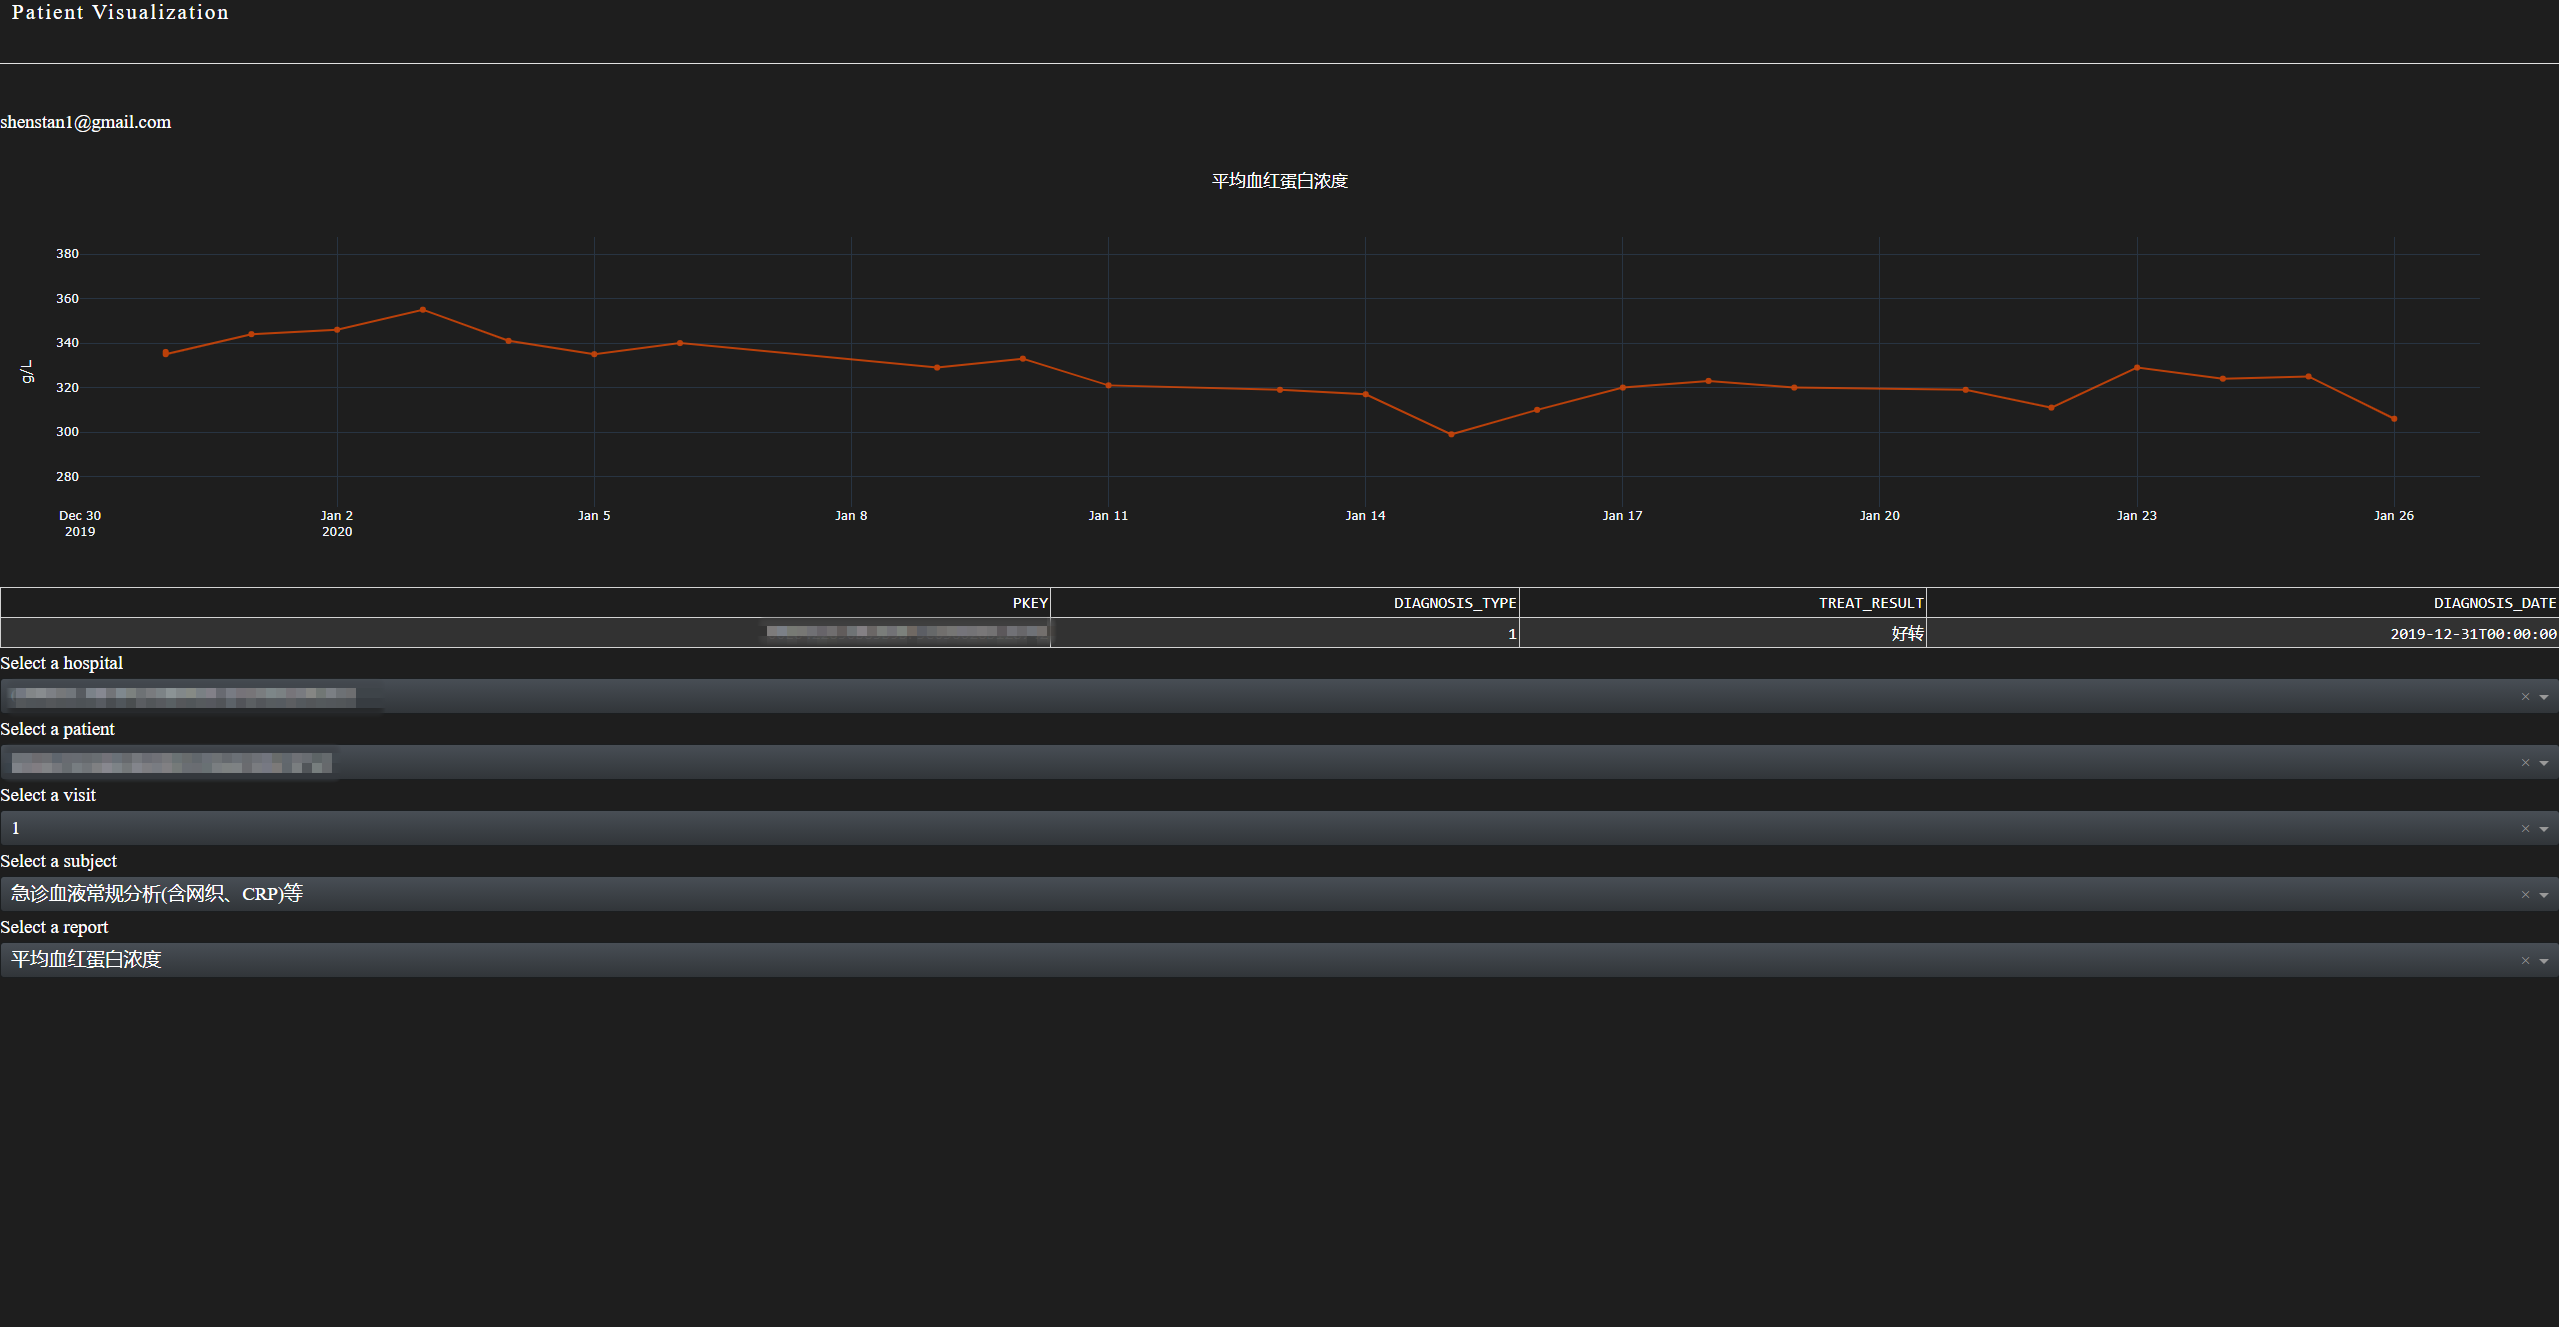 Patient Visualization
shenstan1@gmail.com
平均血红蛋白浓度
380
360
340
320
300
280
g/L
Dec 30 Jan 2 Jan 5 Jan 8 Jan 11 Jan 14 Jan 17 Jan 20 Jan 23 Jan 26
2019 2020
PKEY DIAGNOSIS_TYPE TREAT_RESULT DIAGNOSIS_DATE
1 好转 2019-12-31T00:00:00
Select a hospital
Select a patient
Select a visit
1
Select a subject
急诊血液常规分析(含网织、CRP)等
Select a report
平均血红蛋白浓度